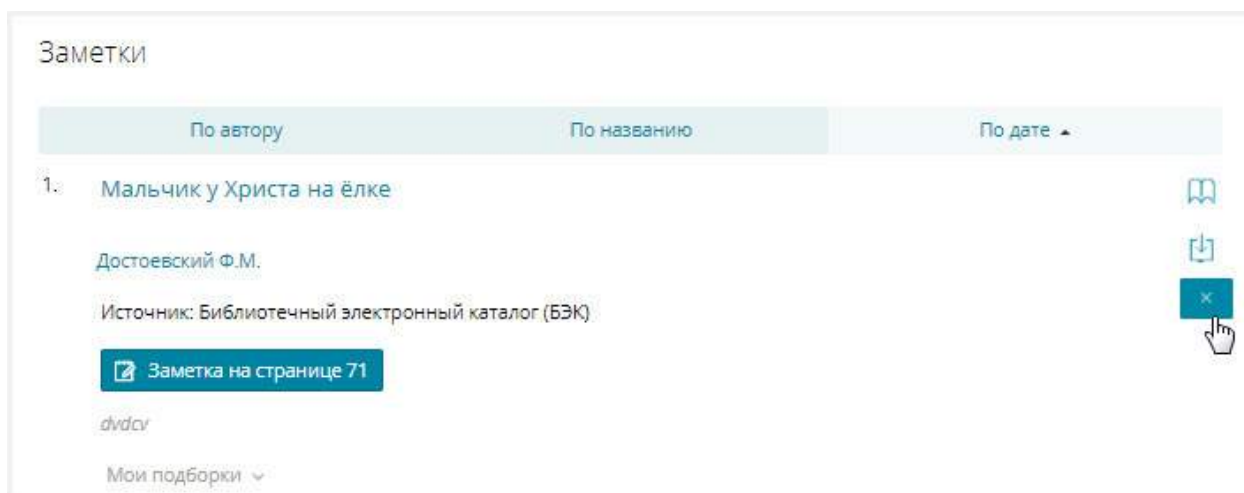 Заметки
По автору По названию По дате
1. Мальчик у Христа на ёлке
Достоевский Ф.М.
Источник: Библиотечный электронный каталог (БЭК)
Заметка на странице 71
dvdcv
Мои подборки